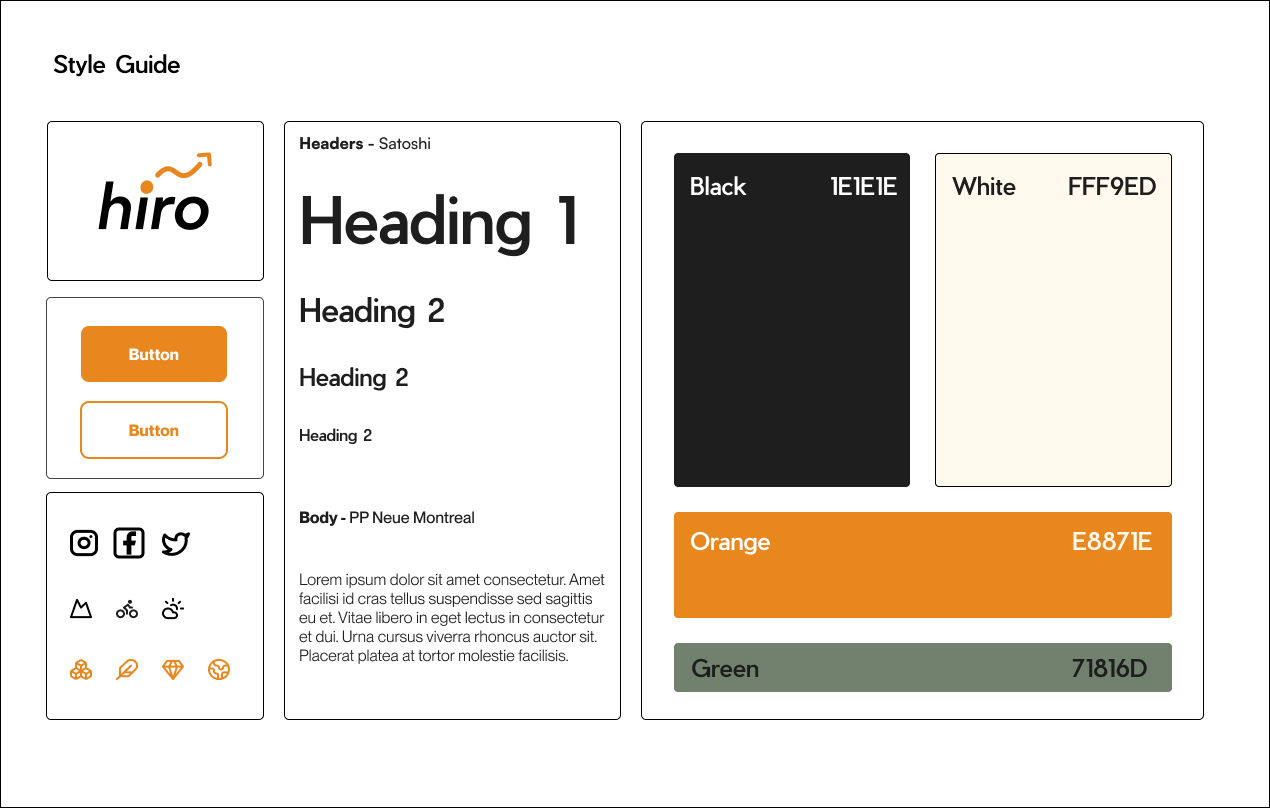 Style Guide
hiro
Button
Button
Headers - Satoshi
Heading 1
Heading 2
Heading 2
Heading 2
Body - PP Neue Montreal
Lorem ipsum dolor sit amet consectetur. Amet
facilisi id cras tellus suspendisse sed sagittis
eu et. Vitae libero in eget lectus in consectetur
et dui. Urna cursus viverra rhoncus auctor sit.
Placerat platea at tortor molestie facilisis.
Black 1E1E1E
White FFF9ED
Orange E8871E
Green 71816D